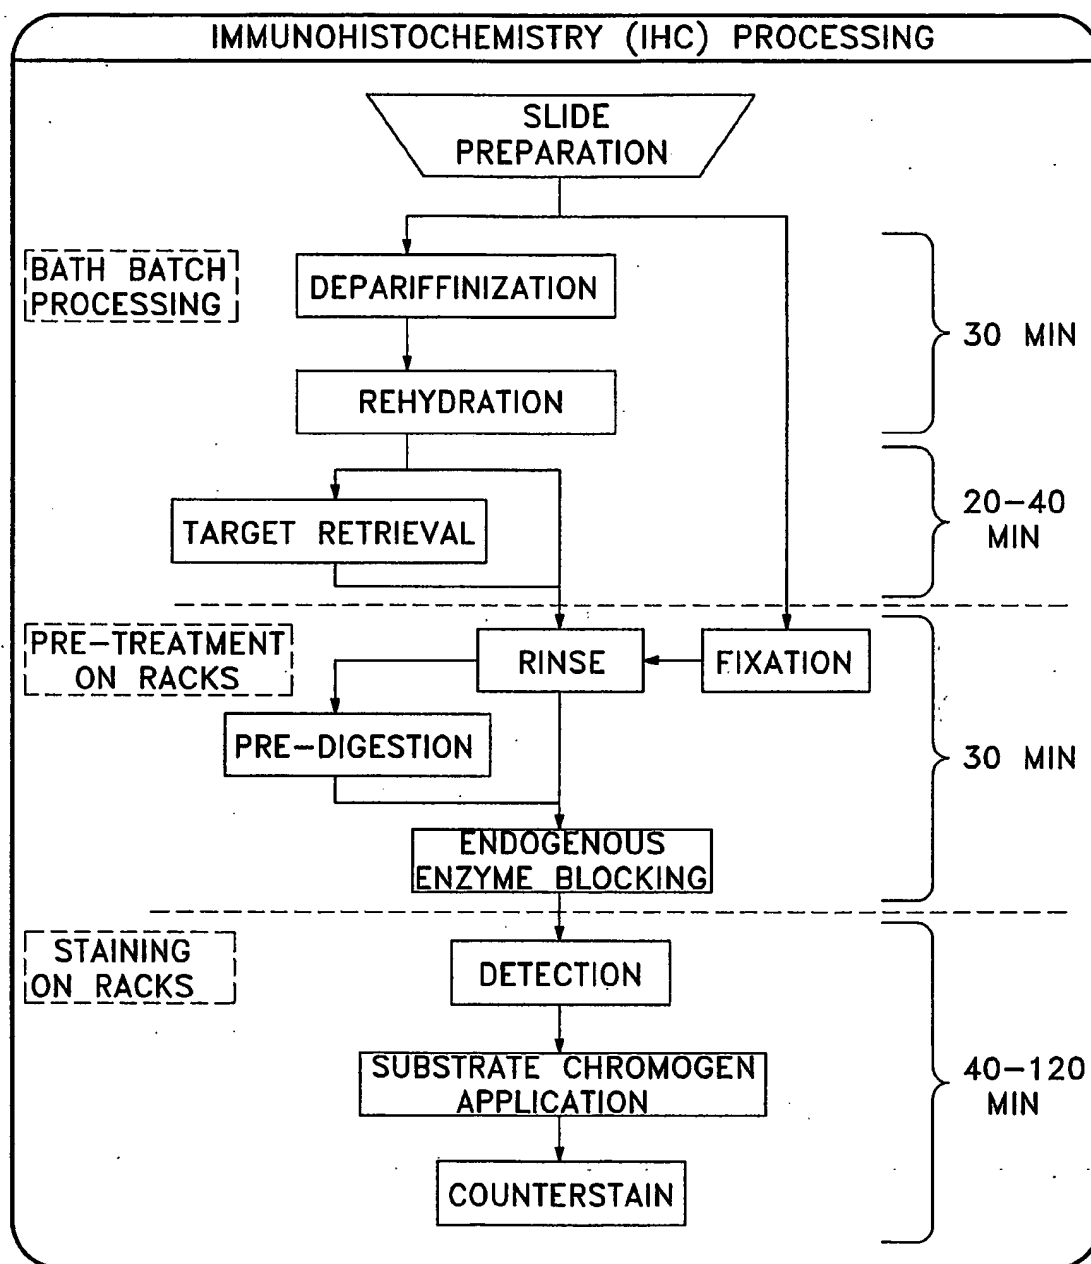 IMMUNOHISTOCHEMISTRY (IHC) PROCESSING
SLIDE
PREPARATION
BATH BATCH
PROCESSING
DEPARIFFINIZATION
30 MIN
REHYDRATION
TARGET RETRIEVAL
20-40
MIN
PRE-TREATMENT
ON RACKS
RINSE
FIXATION
PRE-DIGESTION
30 MIN
ENDOGENOUS
ENZYME BLOCKING
STAINING
ON RACKS
DETECTION
SUBSTRATE CHROMOGEN
APPLICATION
40-120
MIN
COUNTERSTAIN